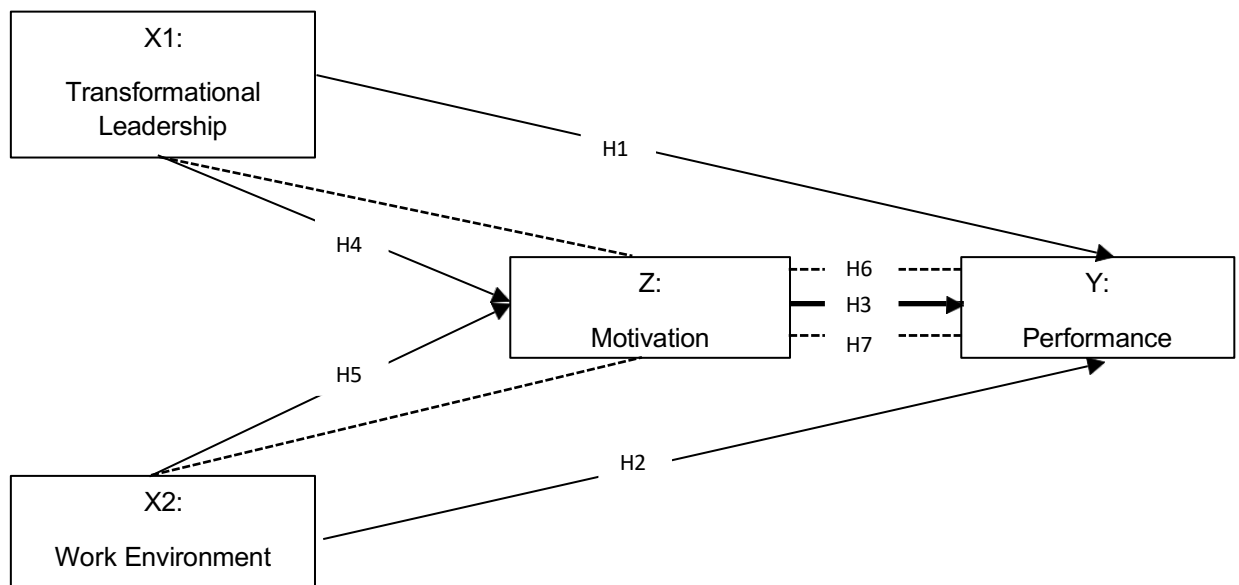 X1:
Transformational
Leadership
H1
H4
Z:
Motivation
H6
H3
H7
Y:
Performance
H5
H2
X2:
Work Environment